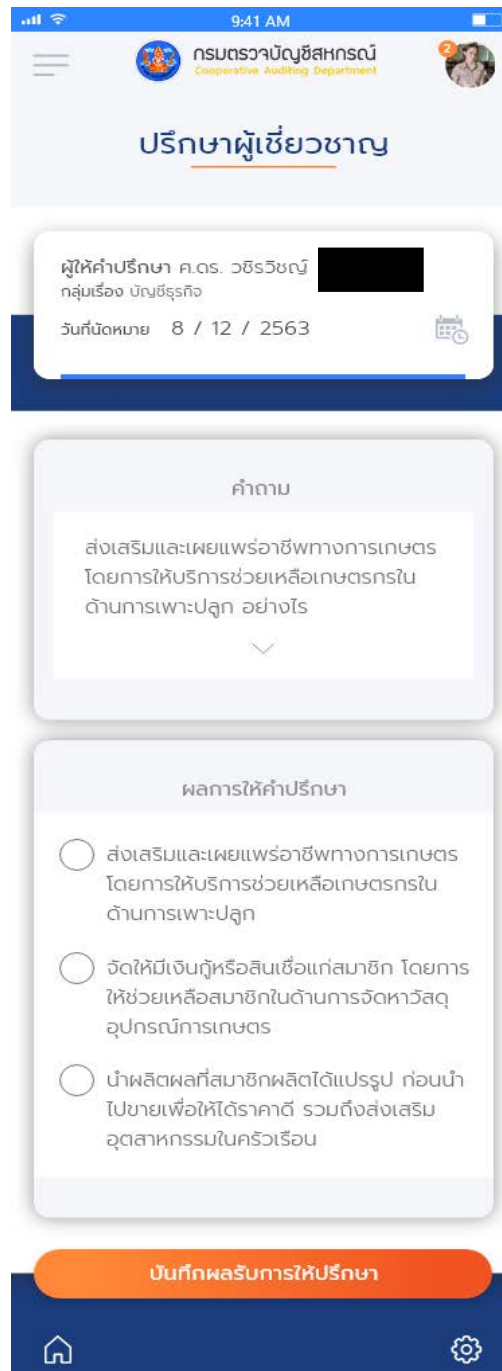 9:41 AM
กรมตรวจบัญชีสหกรณ์
Cooperative Auditing Department
2
ปรึกษาผู้เชี่ยวชาญ
ผู้ให้คำปรึกษา ศ.ดร. วชิรวิชญ์
กลุ่มเรื่อง บัญชีธุรกิจ
วันที่นัดหมาย 8 / 12 / 2563
คำถาม
ส่งเสริมและเผยแพร่อาชีพทางการเกษตร
โดยการให้บริการช่วยเหลือเกษตรกรใน
ด้านการเพาะปลูก อย่างไร
ผลการให้คำปรึกษา
ส่งเสริมและเผยแพร่อาชีพทางการเกษตร
โดยการให้บริการช่วยเหลือเกษตรกรใน
ด้านการเพาะปลูก
จัดให้มีเงินกู้หรือสินเชื่อแก่สมาชิก โดยการ
ให้ช่วยเหลือสมาชิกในด้านการจัดหาวัสดุ
อุปกรณ์การเกษตร
นำผลิตผลที่สมาชิกผลิตได้แปรรูป ก่อนนำ
ไปขายเพื่อให้ได้ราคาดี รวมถึงส่งเสริม
อุตสาหกรรมในครัวเรือน
บันทึกผลรับการให้ปรึกษา